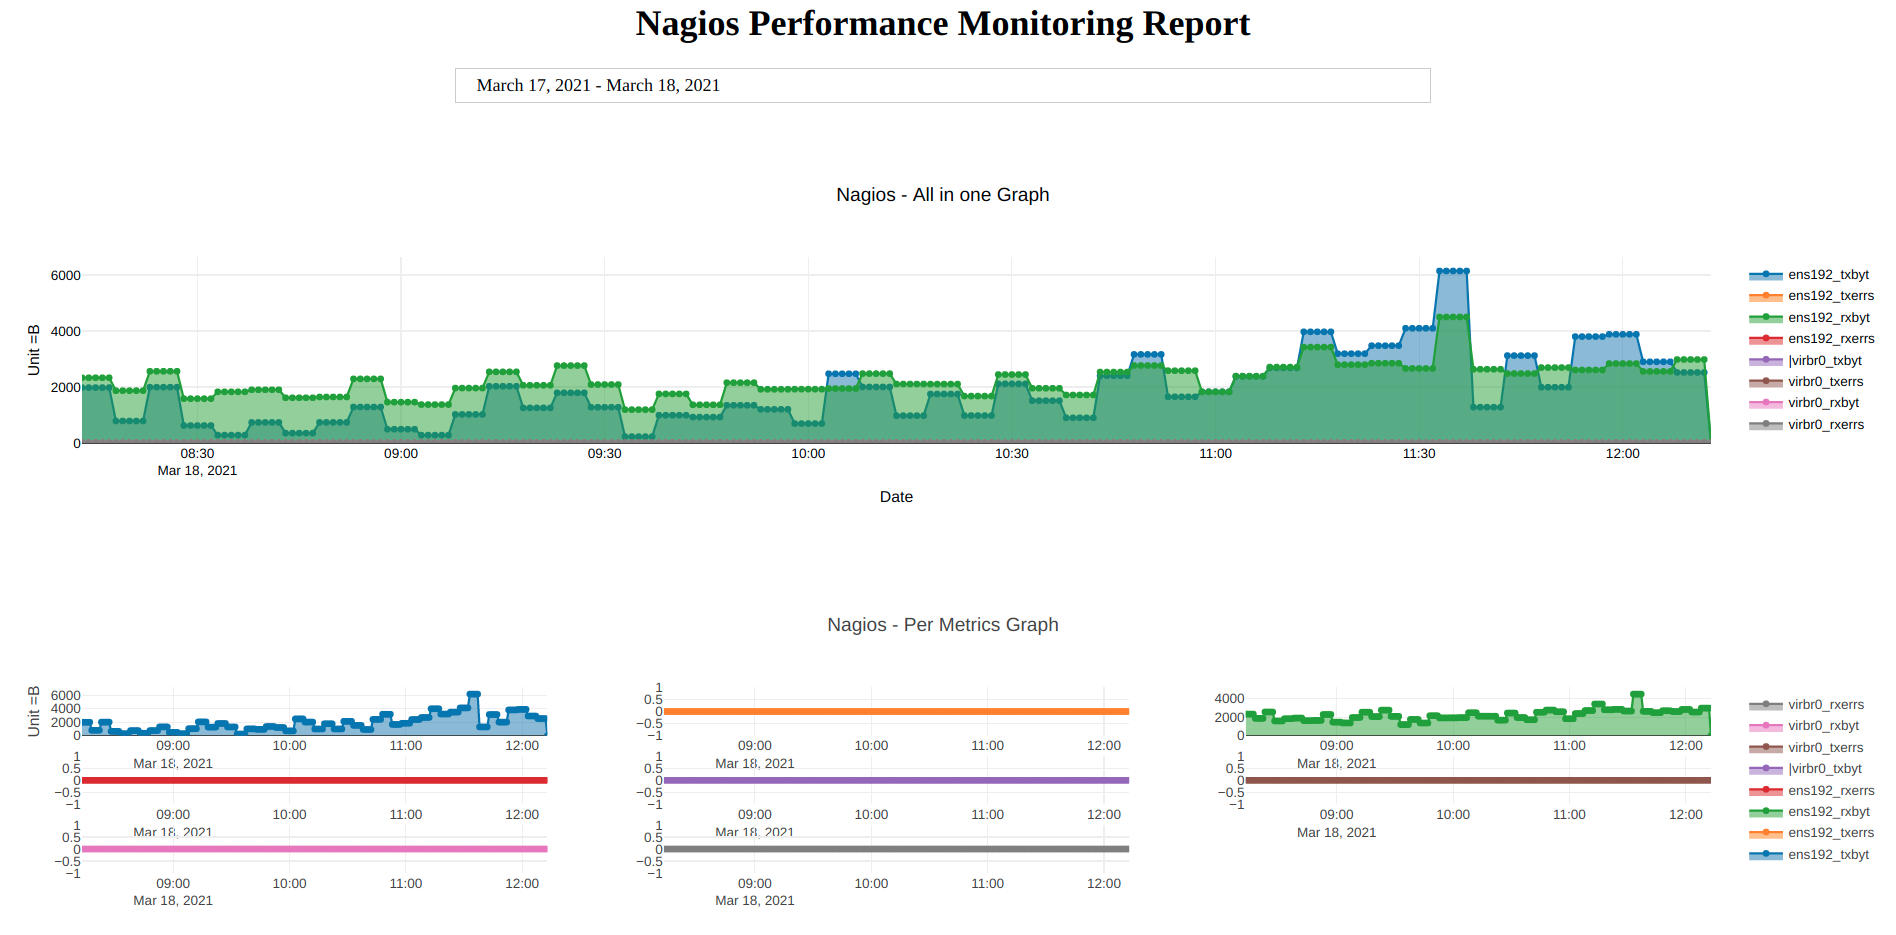 Nagios Performance Monitoring Report
March 17, 2021 - March 18, 2021
Nagios - All in one Graph
Unit =B
6000
4000
2000
0
08:30 09:00 09:30 10:00 10:30 11:00 11:30 12:00
Mar 18, 2021
Date
ens192_txbyt
ens192_txerrs
ens192_rxbyt
ens192_rxerrs
|virbr0_txbyt
virbr0_txerrs
virbr0_rxbyt
virbr0_rxerrs
Nagios - Per Metrics Graph
Unit =B
6000
4000
2000
0
09:00 10:00 11:00 12:00
Mar 18, 2021
1
0.5
0
−0.5
−1
09:00 10:00 11:00 12:00
Mar 18, 2021
4000
2000
0
09:00 10:00 11:00 12:00
Mar 18, 2021
1
0.5
0
−0.5
−1
09:00 10:00 11:00 12:00
Mar 18, 2021
1
0.5
0
−0.5
−1
09:00 10:00 11:00 12:00
Mar 18, 2021
1
0.5
0
−0.5
−1
09:00 10:00 11:00 12:00
Mar 18, 2021
1
0.5
0
−0.5
−1
09:00 10:00 11:00 12:00
Mar 18, 2021
1
0.5
0
−0.5
−1
09:00 10:00 11:00 12:00
Mar 18, 2021
virbr0_rxerrs
virbr0_rxbyt
virbr0_txerrs
|virbr0_txbyt
ens192_rxerrs
ens192_rxbyt
ens192_txerrs
ens192_txbyt